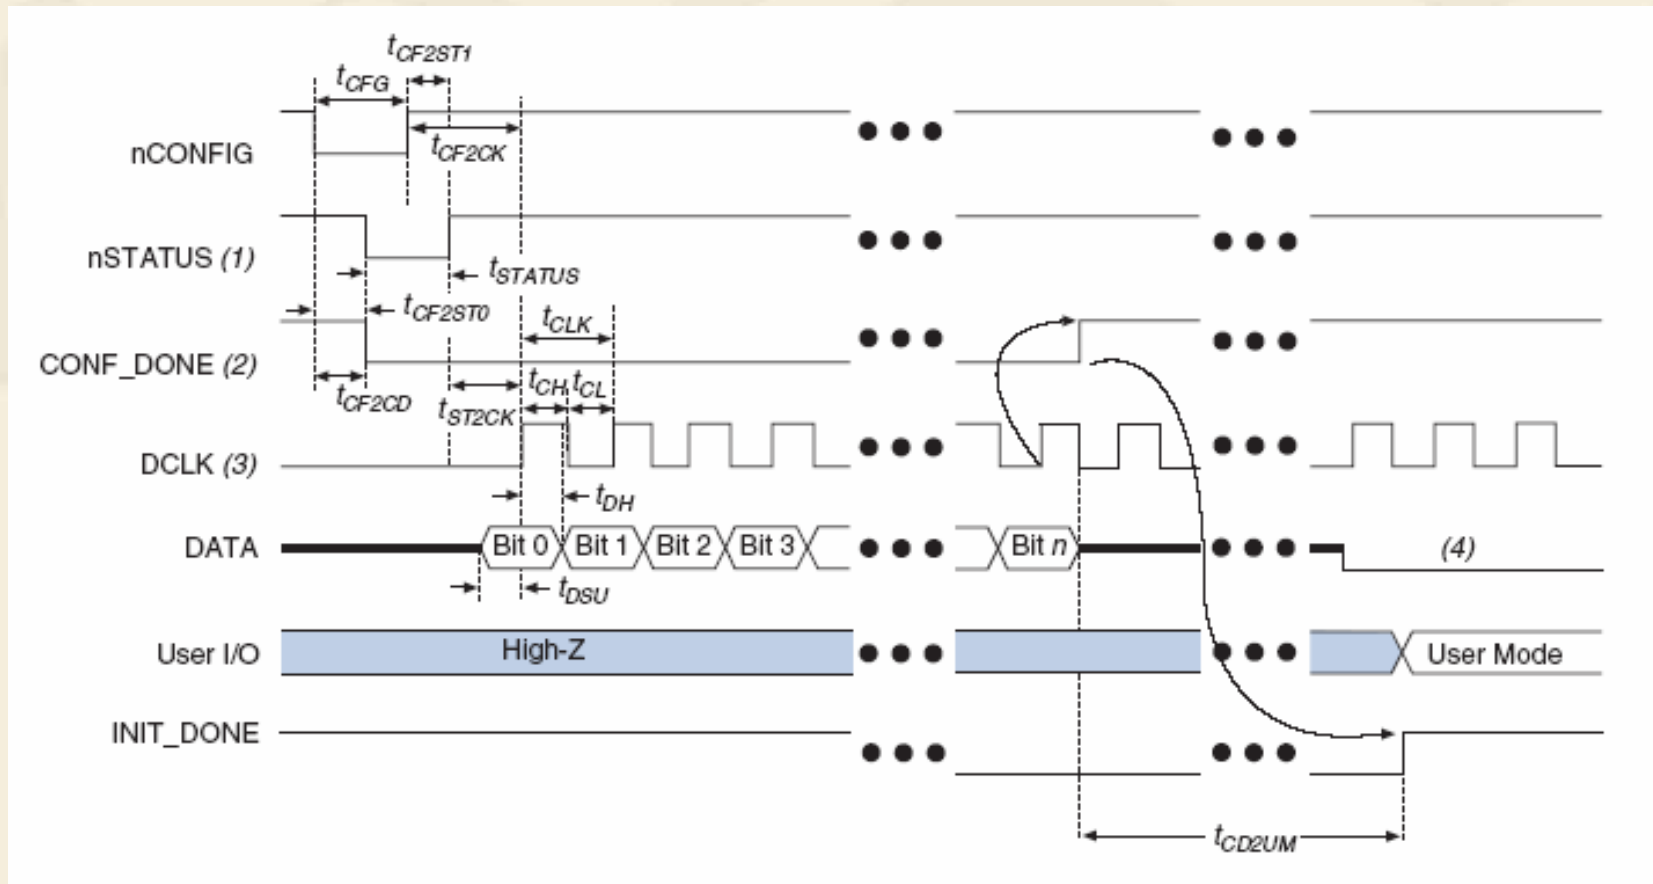 tCF2ST1
tCFG
tCF2CK
nCONFIG
nSTATUS (1)
tSTATUS
tCF2ST0
tCLK
CONF_DONE (2)
tCF2CD
tST2CK
tCH
tCL
DCLK (3)
tDH
DATA
Bit 0
Bit 1
Bit 2
Bit 3
Bit n
(4)
tDSU
User I/O
High-Z
User Mode
INIT_DONE
tCD2UM